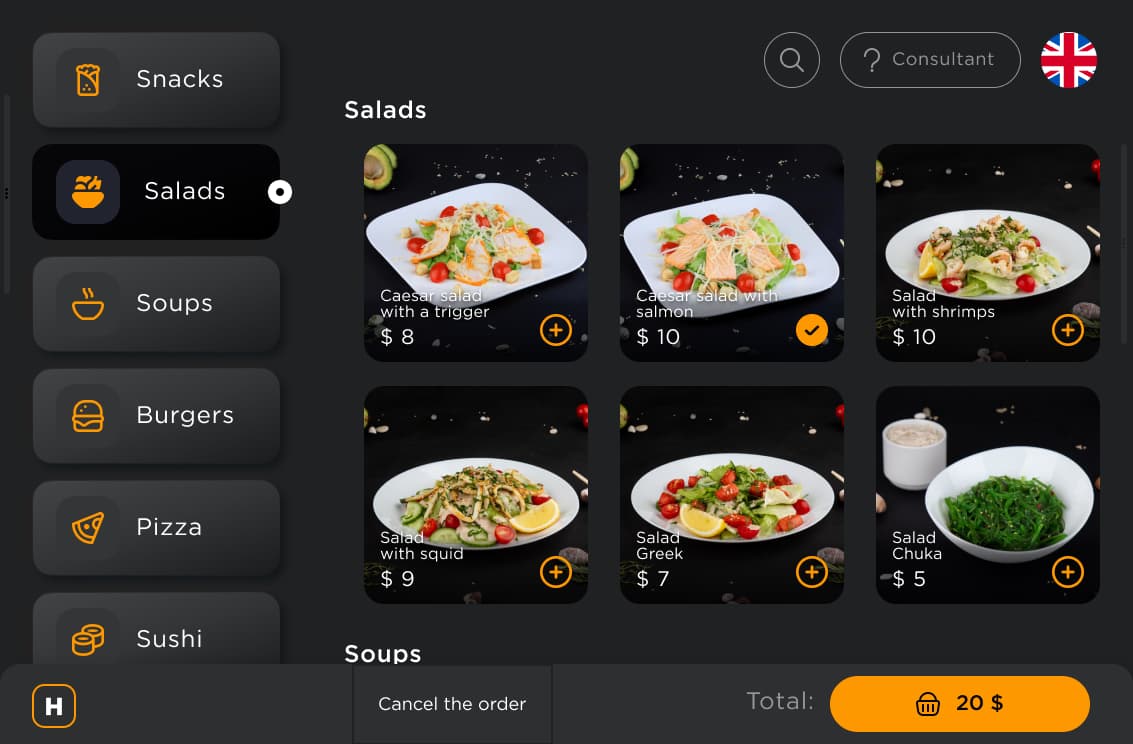 Snacks
Salads
Soups
Burgers
Pizza
Sushi
? Consultant
Salads
Caesar salad
with a trigger
$ 8
Caesar salad with
salmon
$ 10
Salad
with shrimps
$ 10
Salad
with squid
$ 9
Salad
Greek
$ 7
Salad
Chuka
$ 5
Soups
H
Cancel the order
Total:
20 $